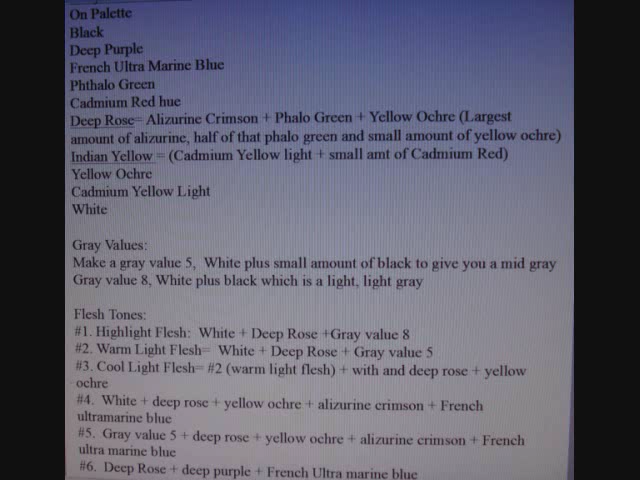 On Palette
Black
Deep Purple
French Ultra Marine Blue
Phthalo Green
Cadmium Red hue
Deep Rose= Alizurine Crimson + Phalo Green + Yellow Ochre (Largest
amount of alizurine, half of that phalo green and small amount of yellow ochre)
Indian Yellow = (Cadmium Yellow light + small amt of Cadmium Red)
Yellow Ochre
Cadmium Yellow Light
White
Gray Values:
Make a gray value 5,  White plus small amount of black to give you a mid gray
Gray value 8, White plus black which is a light, light gray
Flesh Tones:
#1. Highlight Flesh:  White + Deep Rose +Gray value 8
#2. Warm Light Flesh=  White + Deep Rose + Gray value 5
#3. Cool Light Flesh= #2 (warm light flesh) + with and deep rose + yellow
ochre
#4.  White + deep rose + yellow ochre + alizurine crimson + French
ultramarine blue
#5.  Gray value 5 + deep rose + yellow ochre + alizurine crimson + French
ultra marine blue
#6.  Deep Rose + deep purple + French Ultra marine blue